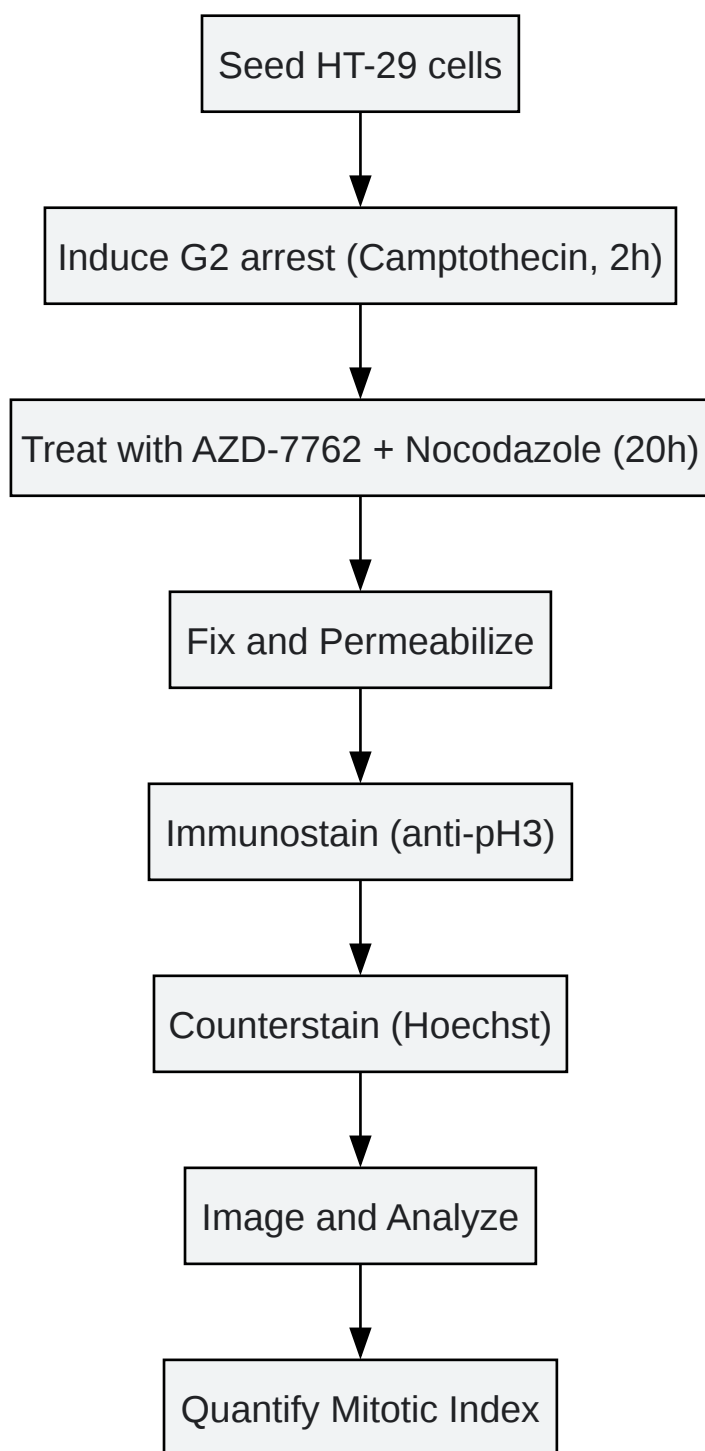 Seed HT-29 cells
Induce G2 arrest (Camptothecin, 2h)
Treat with AZD-7762 + Nocodazole (20h)
Fix and Permeabilize
Immunostain (anti-pH3)
Counterstain (Hoechst)
Image and Analyze
Quantify Mitotic Index